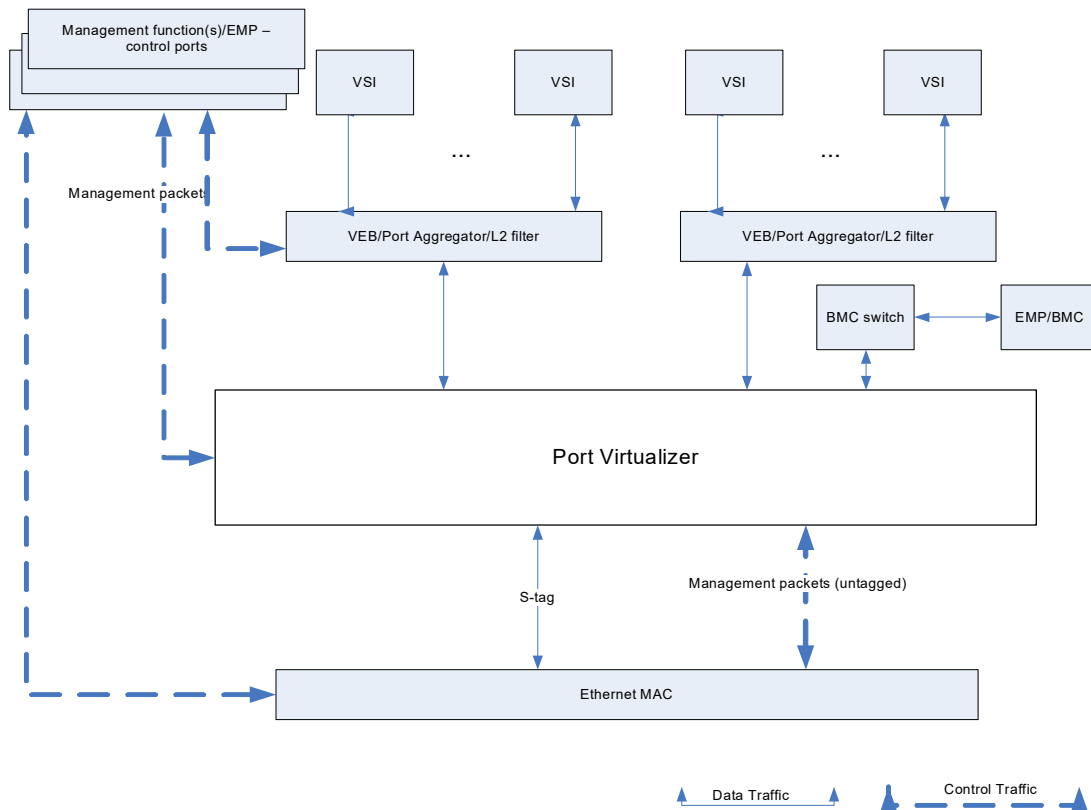 Management function(s)/EMP –
control ports
VSI
VSI
VSI
VSI
...
...
Management packets
VEB/Port Aggregator/L2 filter
VEB/Port Aggregator/L2 filter
BMC switch
EMP/BMC
Port Virtualizer
Management packets (untagged)
S-tag
Ethernet MAC
Data Traffic
Control Traffic